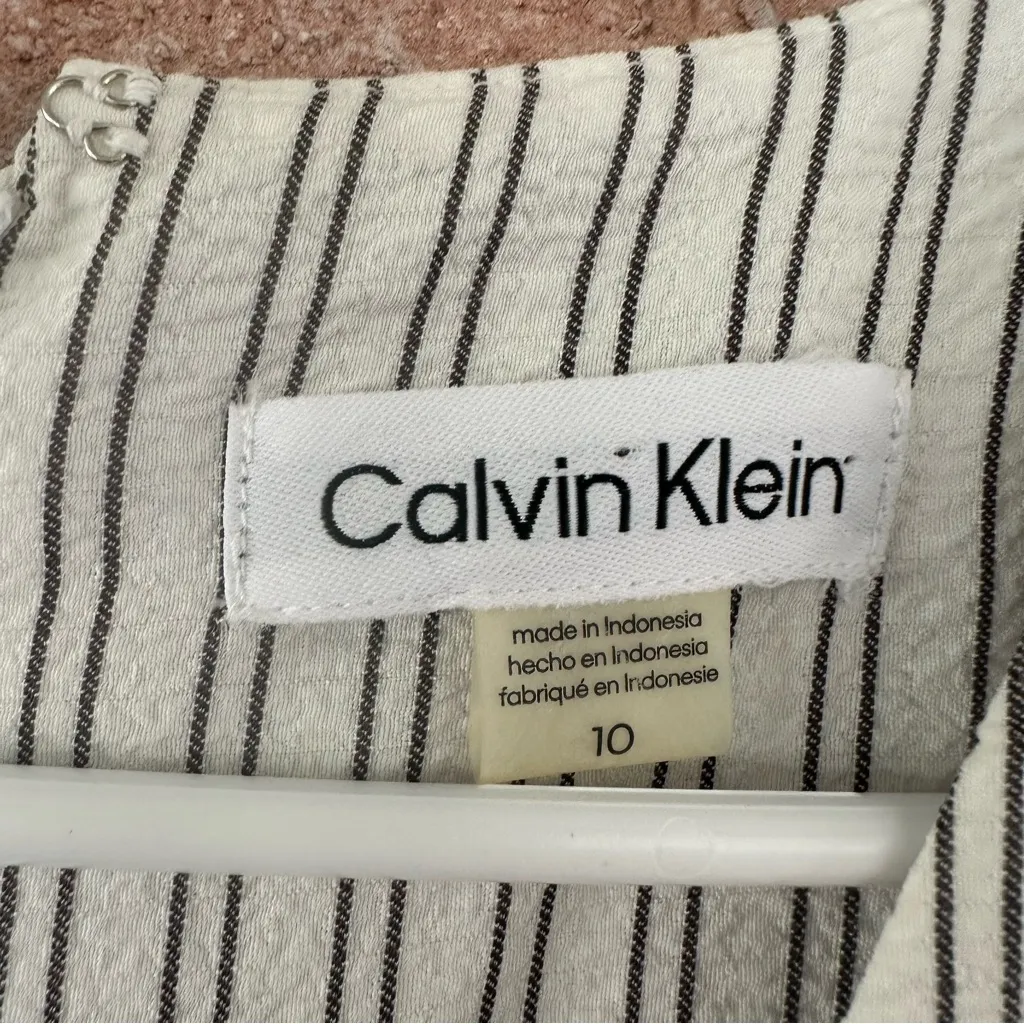 Calvin Klein
made in Indonesia
hecho en Indonesia
fabriqué en Indonesie
10